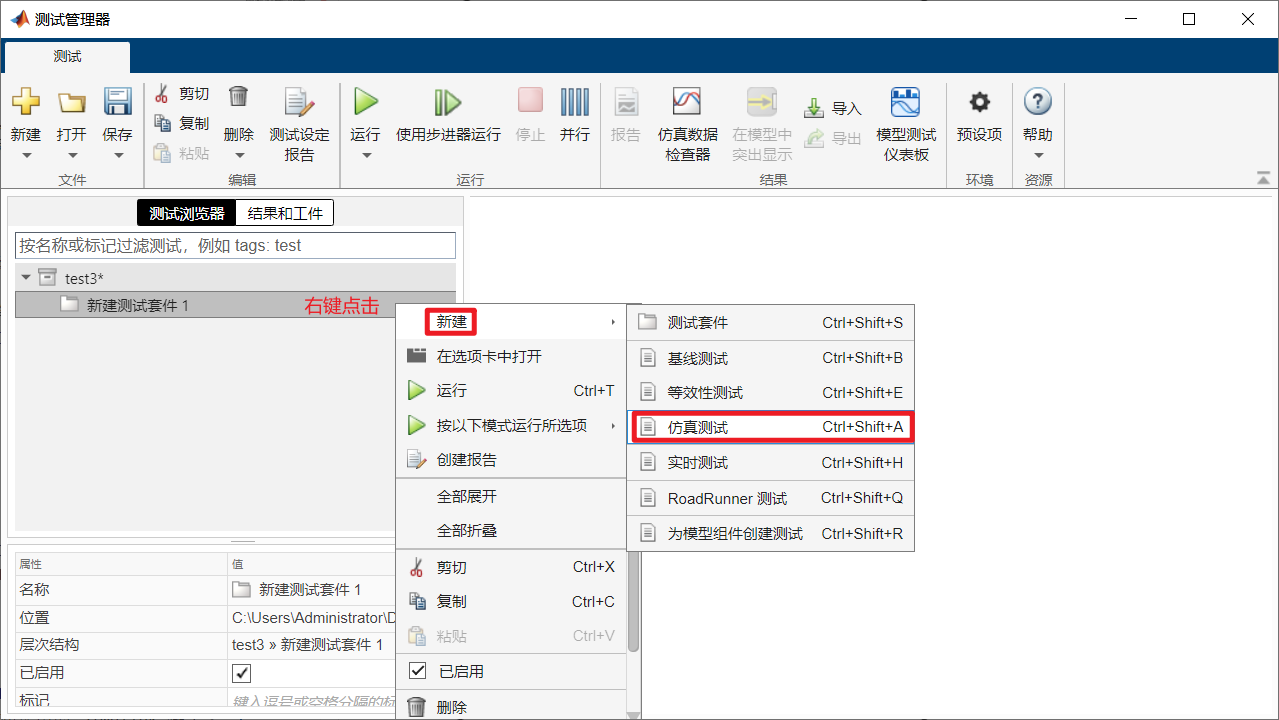 测试管理器
测试
新建
打开
保存
文件
剪切
复制
粘贴
删除
测试设定
报告
编辑
运行
使用步进器运行
停止
并行
运行
报告
仿真数据
检查器
在模型中
突出显示
导入
导出
模型测试
仪表板
结果
预设项
环境
帮助
资源
测试浏览器
结果和工件
按名称或标记过滤测试，例如 tags: test
test3*
新建测试套件 1
右键点击
新建
在选项卡中打开
运行 Ctrl+T
按以下模式运行所选项
创建报告
全部展开
全部折叠
剪切 Ctrl+X
复制 Ctrl+C
粘贴 Ctrl+V
已启用
删除
测试套件 Ctrl+Shift+S
基线测试 Ctrl+Shift+B
等效性测试 Ctrl+Shift+E
仿真测试 Ctrl+Shift+A
实时测试 Ctrl+Shift+H
RoadRunner 测试 Ctrl+Shift+Q
为模型组件创建测试 Ctrl+Shift+R
属性 值
名称 新建测试套件 1
位置 C:\Users\Administrator\D
层次结构 test3 » 新建测试套件 1
已启用
标记 键入逗号或空格分隔的标